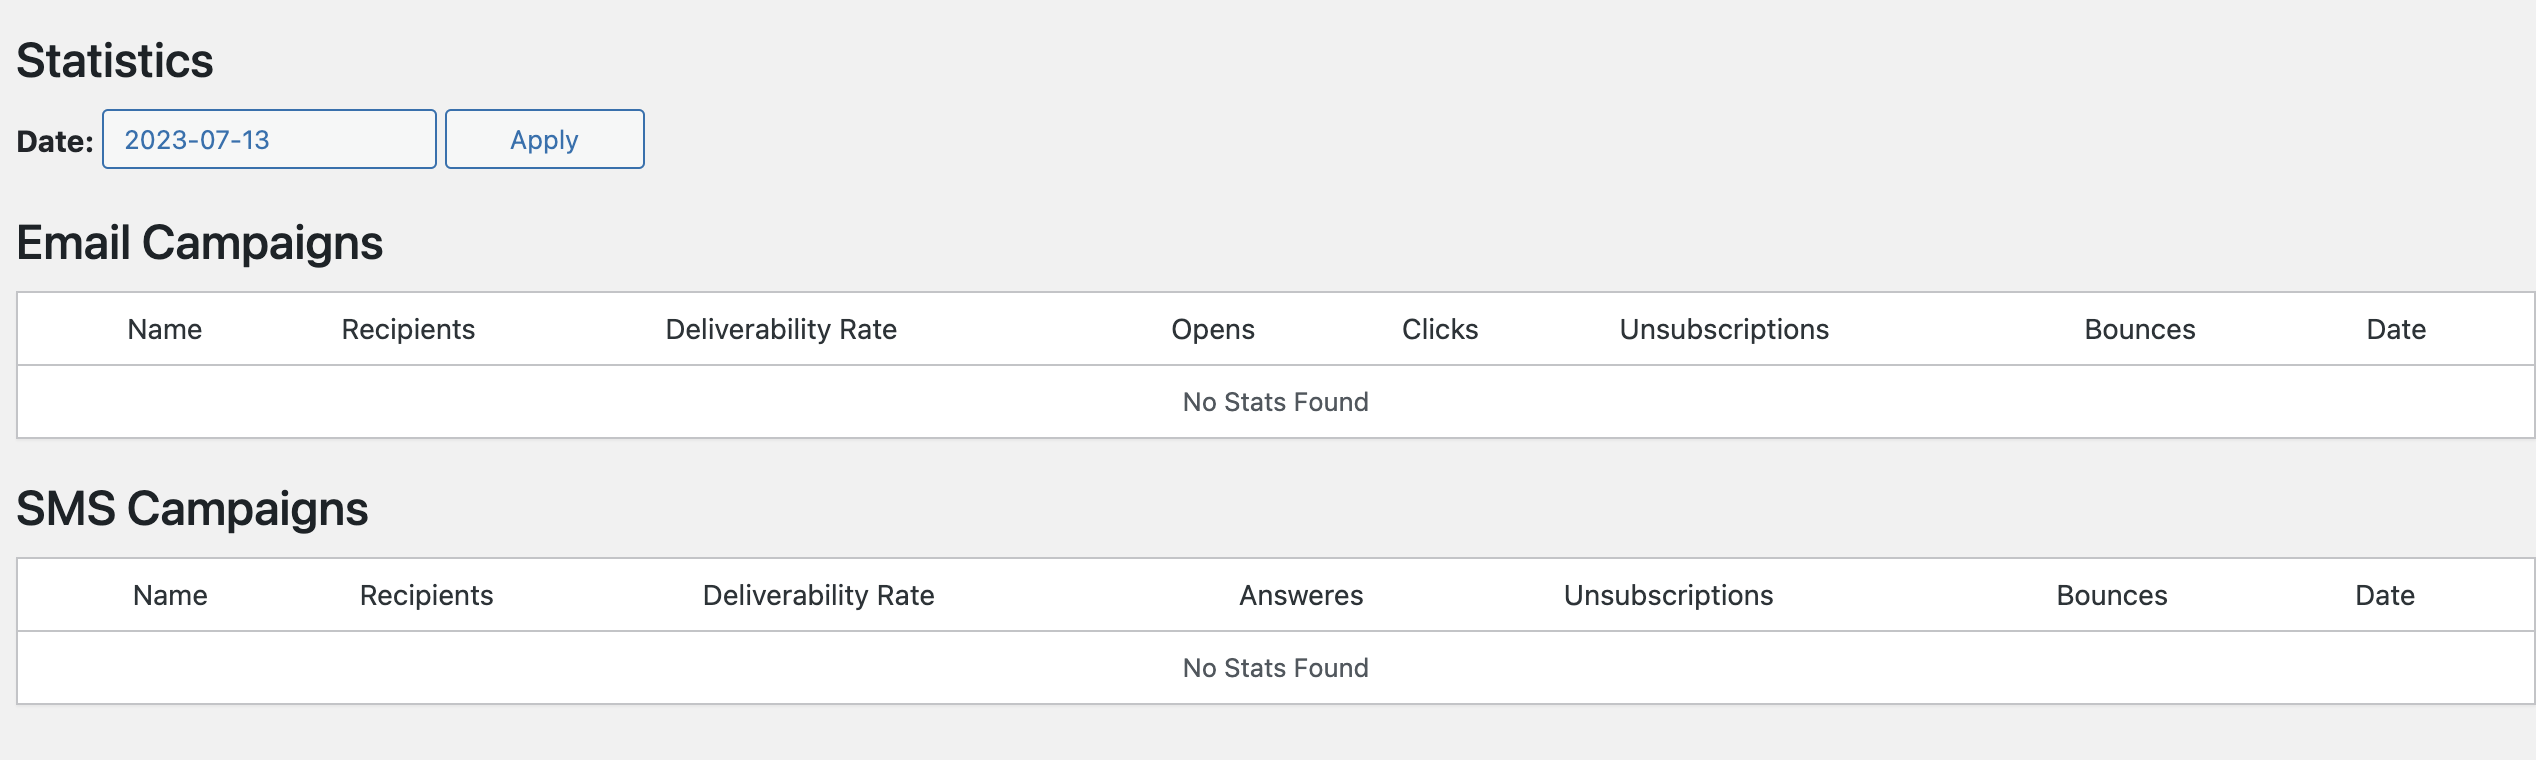 Statistics
Date: 2023-07-13 Apply
Email Campaigns
Name Recipients Deliverability Rate Opens Clicks Unsubscriptions Bounces Date
No Stats Found
SMS Campaigns
Name Recipients Deliverability Rate Answeres Unsubscriptions Bounces Date
No Stats Found